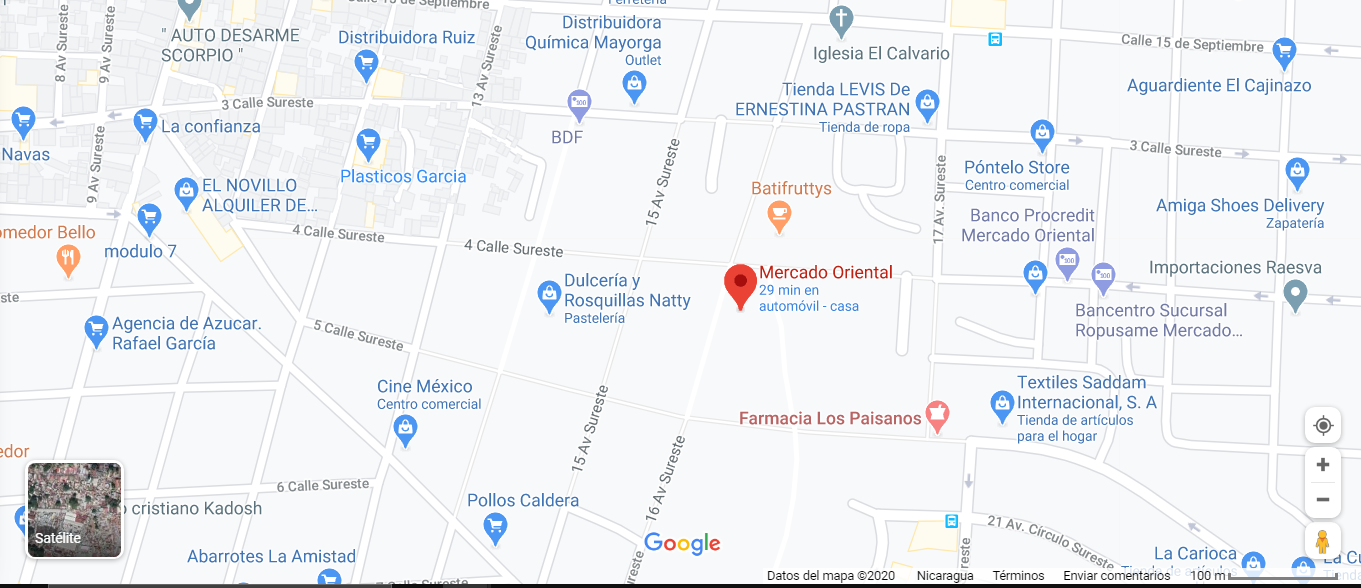 Calle 15 de Septiembre
Ferretería
" AUTO DESARME
SCORPIO "
8 Av Sureste
9 Av Sureste
Distribuidora Ruiz
13 Av Sureste
Distribuidora
Química Mayorga
Outlet
Iglesia El Calvario
Calle 15 de Septiembre
Aguardiente El Cajinazo
Tienda LEVIS De
ERNESTINA PASTRAN
Tienda de ropa
3 Calle Sureste
BDF
La confianza
Navas
9 Av Sureste
Plasticos Garcia
15 Av Sureste
17 Av. Sureste
3 Calle Sureste
Póntelo Store
Centro comercial
EL NOVILLO
ALQUILER DE...
Batifruttys
Amiga Shoes Delivery
Zapatería
Banco Procredit
Mercado Oriental
omedor Bello
modulo 7
4 Calle Sureste
4 Calle Sureste
Mercado Oriental
29 min en
automóvil - casa
Importaciones Raesva
Dulcería y
Rosquillas Natty
Pastelería
ste
Bancentro Sucursal
Ropusame Mercado...
Agencia de Azucar.
Rafael García
5 Calle Sureste
Cine México
Centro comercial
15 Av Sureste
Textiles Saddam
Internacional, S. A
Tienda de artículos
para el hogar
Farmacia Los Paisanos
edor
6 Calle Sureste
16 Av Sureste
Pollos Caldera
o cristiano Kadosh
Satélite
Google
21 Av. Círculo Sureste
Abarrotes La Amistad
La Carioca
La Cu
7 Calle Sureste
Datos del mapa ©2020
Nicaragua
Términos
Enviar comentarios
100 m